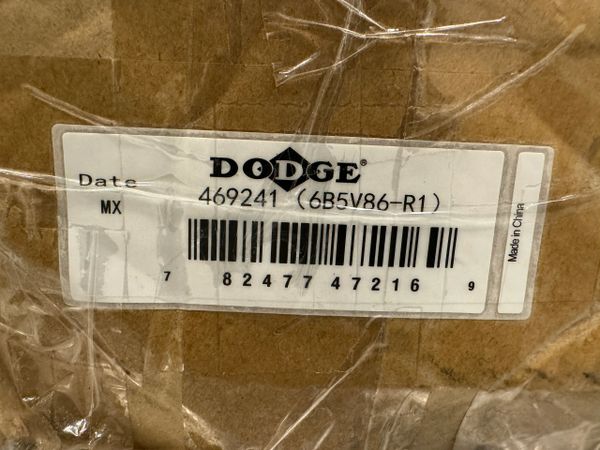 DODGE®
Date
469241 (6B5V86-R1)
MX
7 82477 47216 9
Made in China